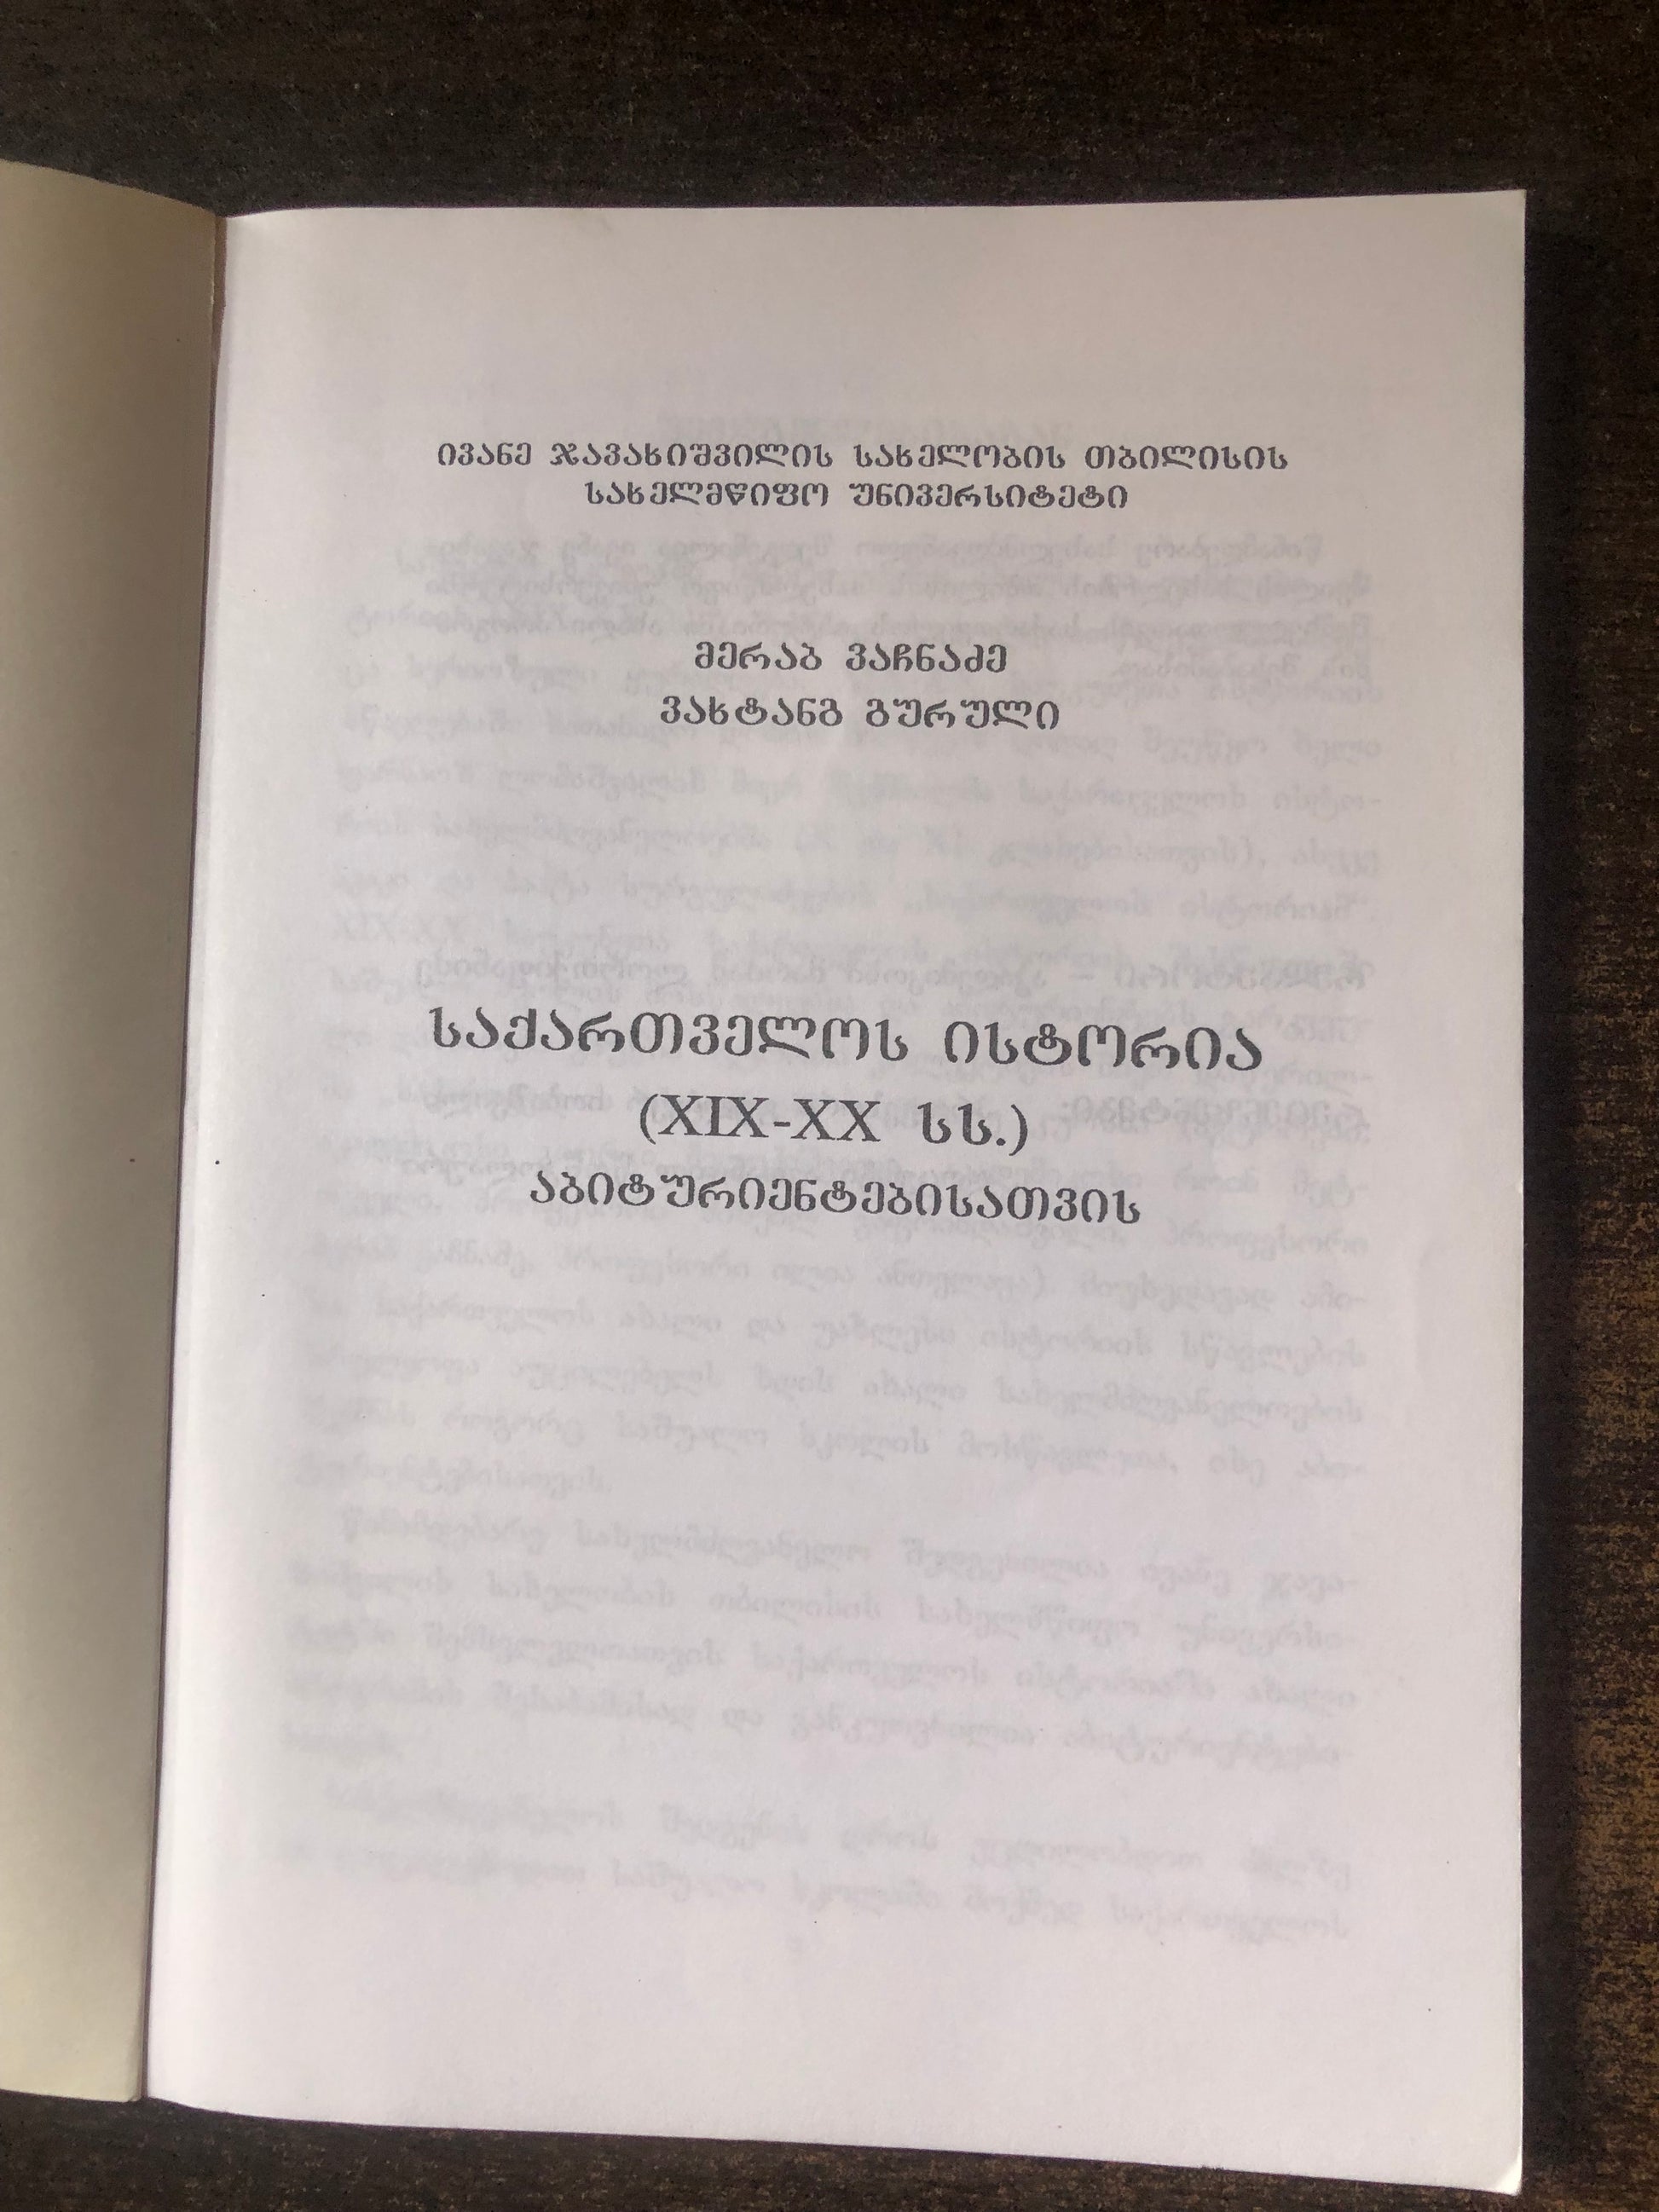 ივანე ჯავახიშვილის სახელობის თბილისის
სახელმწიფო უნივერსიტეტი
მერაბ ვაჩნაძე
ვახტანგ გურული
საქართველოს ისტორია
(XIX-XX სს.)
აბიტურიენტებისათვის